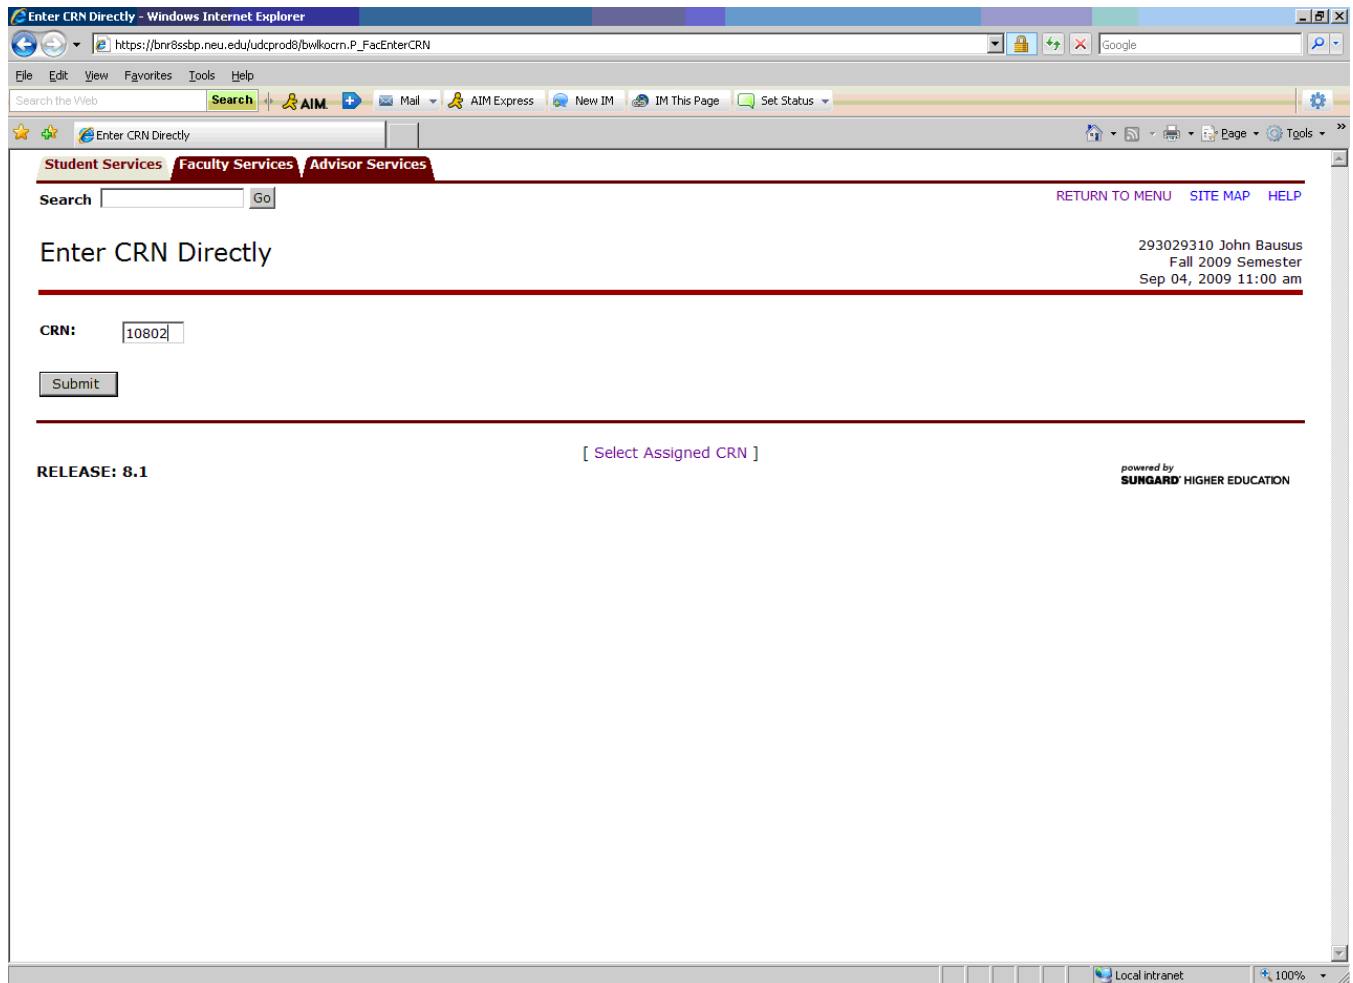 Enter CRN Directly - Windows Internet Explorer
https://bnr8ssbp.neu.edu/udcprod8/bwlkocrn.P_FacEnterCRN
Google
File Edit View Favorites Tools Help
Search the Web Search AIM. Mail AIM Express New IM IM This Page Set Status
Enter CRN Directly
Page Tools
Student Services Faculty Services Advisor Services
Search Go
RETURN TO MENU SITE MAP HELP
Enter CRN Directly
293029310 John Bausus
Fall 2009 Semester
Sep 04, 2009 11:00 am
CRN: 10802
Submit
[ Select Assigned CRN ]
RELEASE: 8.1
powered by
SUNGARD' HIGHER EDUCATION
Local intranet 100%